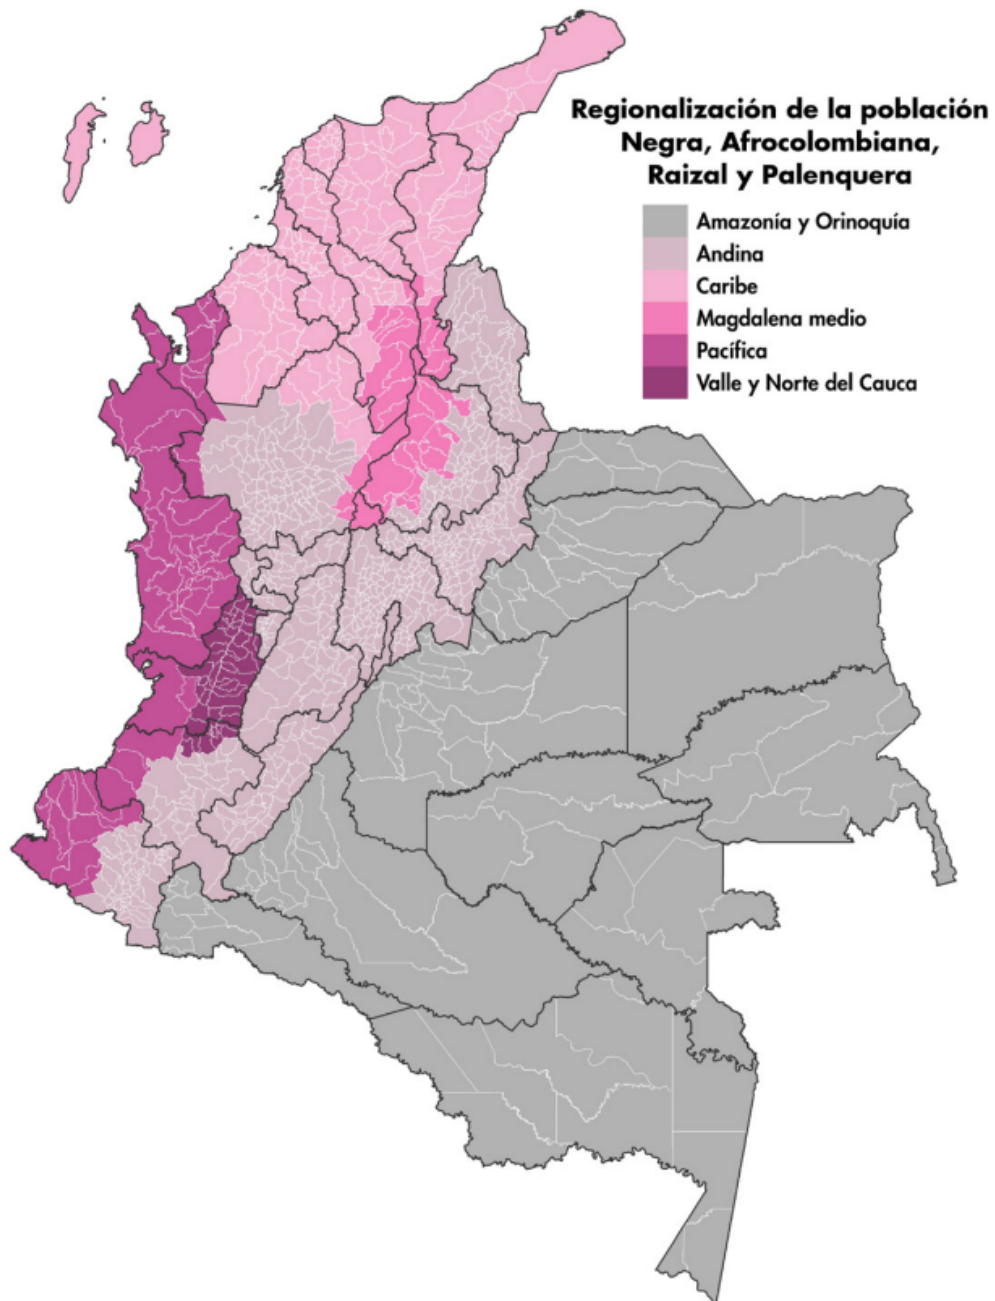 Regionalización de la población
Negra, Afrocolombiana,
Raizal y Palenquera
Amazonía y Orinoquía
Andina
Caribe
Magdalena medio
Pacífica
Valle y Norte del Cauca